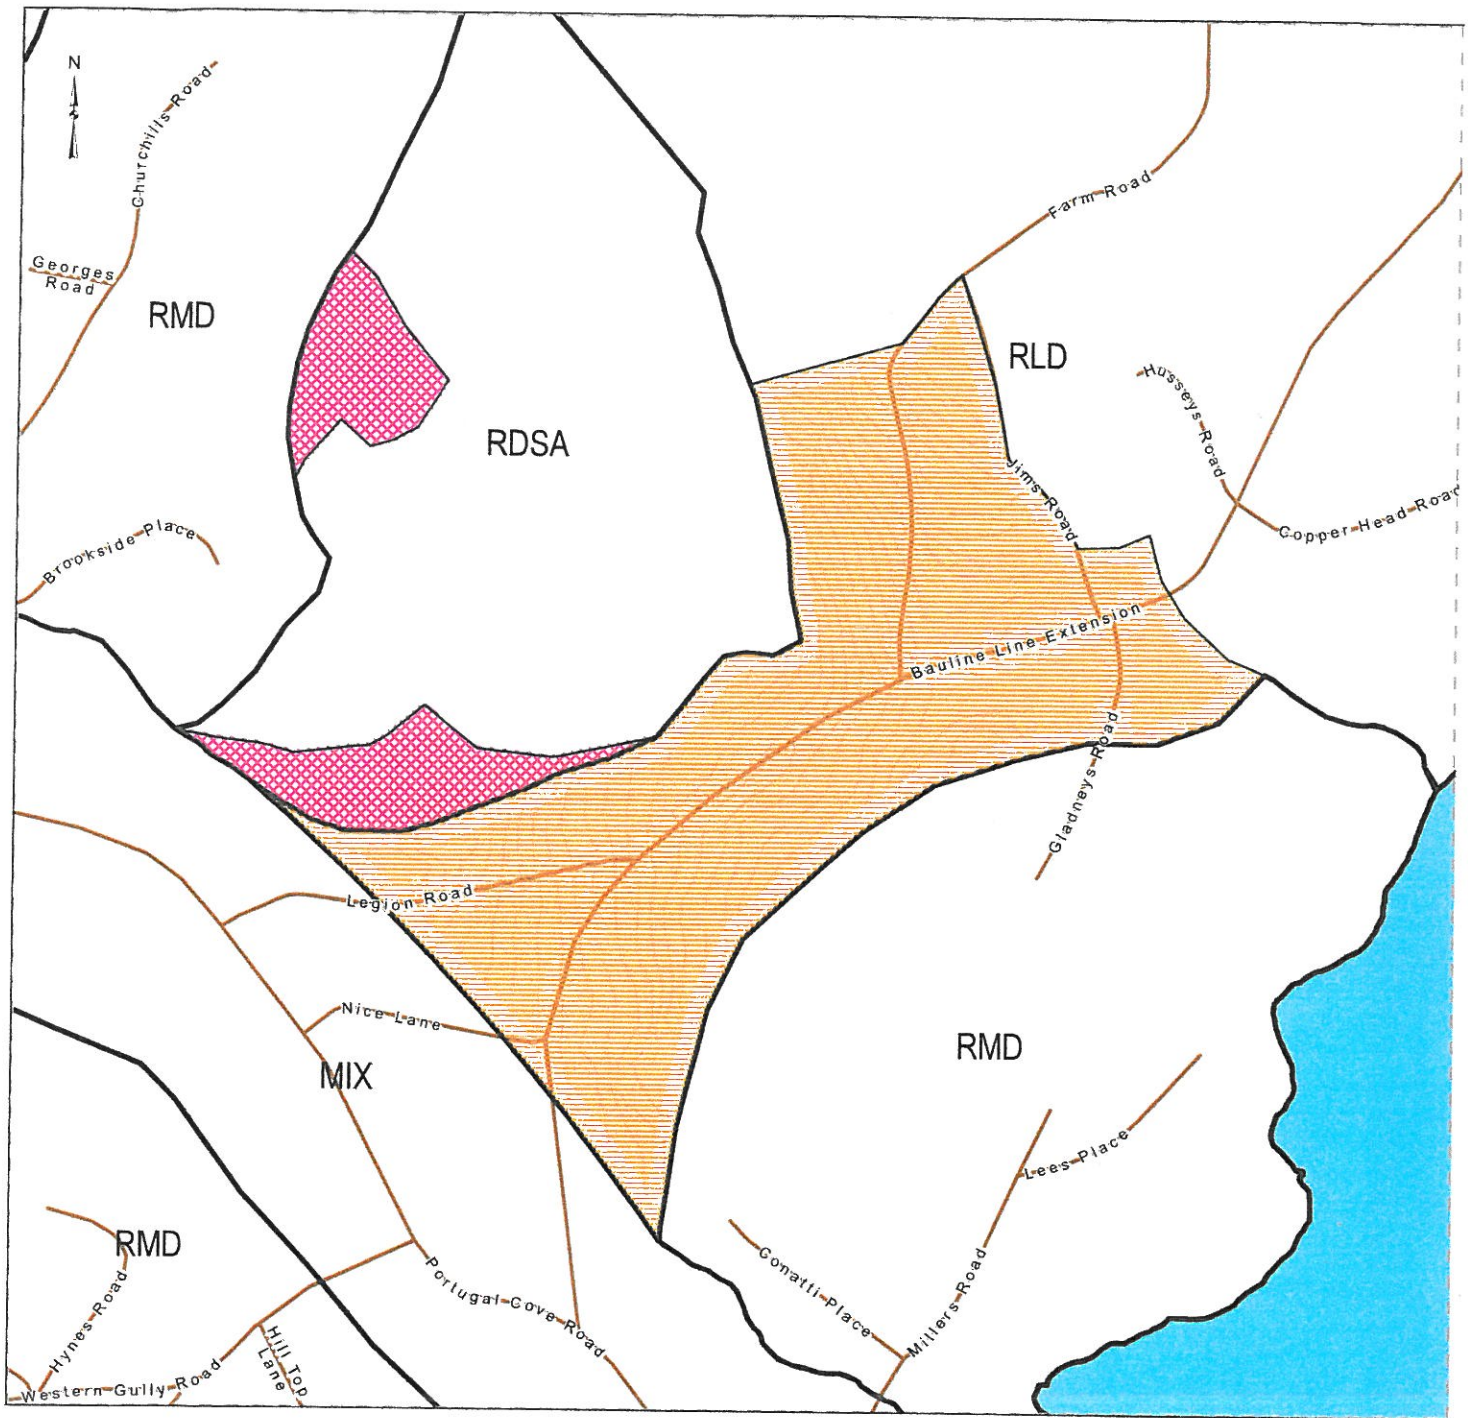 N
S
Churchills Road
Georges
Road
RMD
Farm Road
RLD
Husseys Road
RDSA
Jims Road
Copper Head Road
Brookside Place
Bauline Line Extension
Gladneys Road
Legion Road
Nice Lane
RMD
MIX
Lees Place
RMD
Conatti Place
Millers Road
Portugal Cove Road
Hynes Road
Hill Top
Lane
Western Gully Road